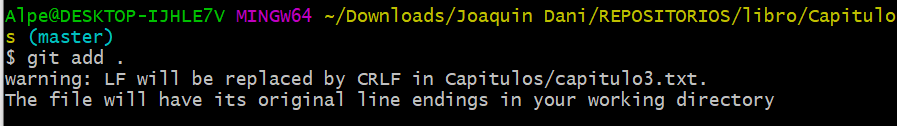 Alpe@DESKTOP-IJHLE7V MINGW64 ~/Downloads/Joaquin Dani/REPOSITORIOS/libro/Capitulo
s (master)
$ git add .
warning: LF will be replaced by CRLF in Capitulos/capitulo3.txt.
The file will have its original line endings in your working directory